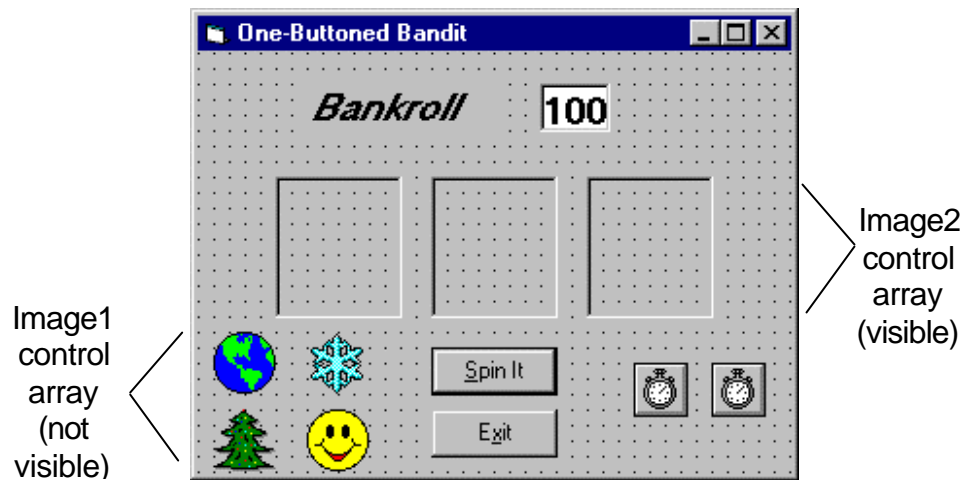 One-Buttoned Bandit
Bankroll 100
Image2
control
array
(visible)
Image1
control
array
(not
visible)
Spin It
Exit